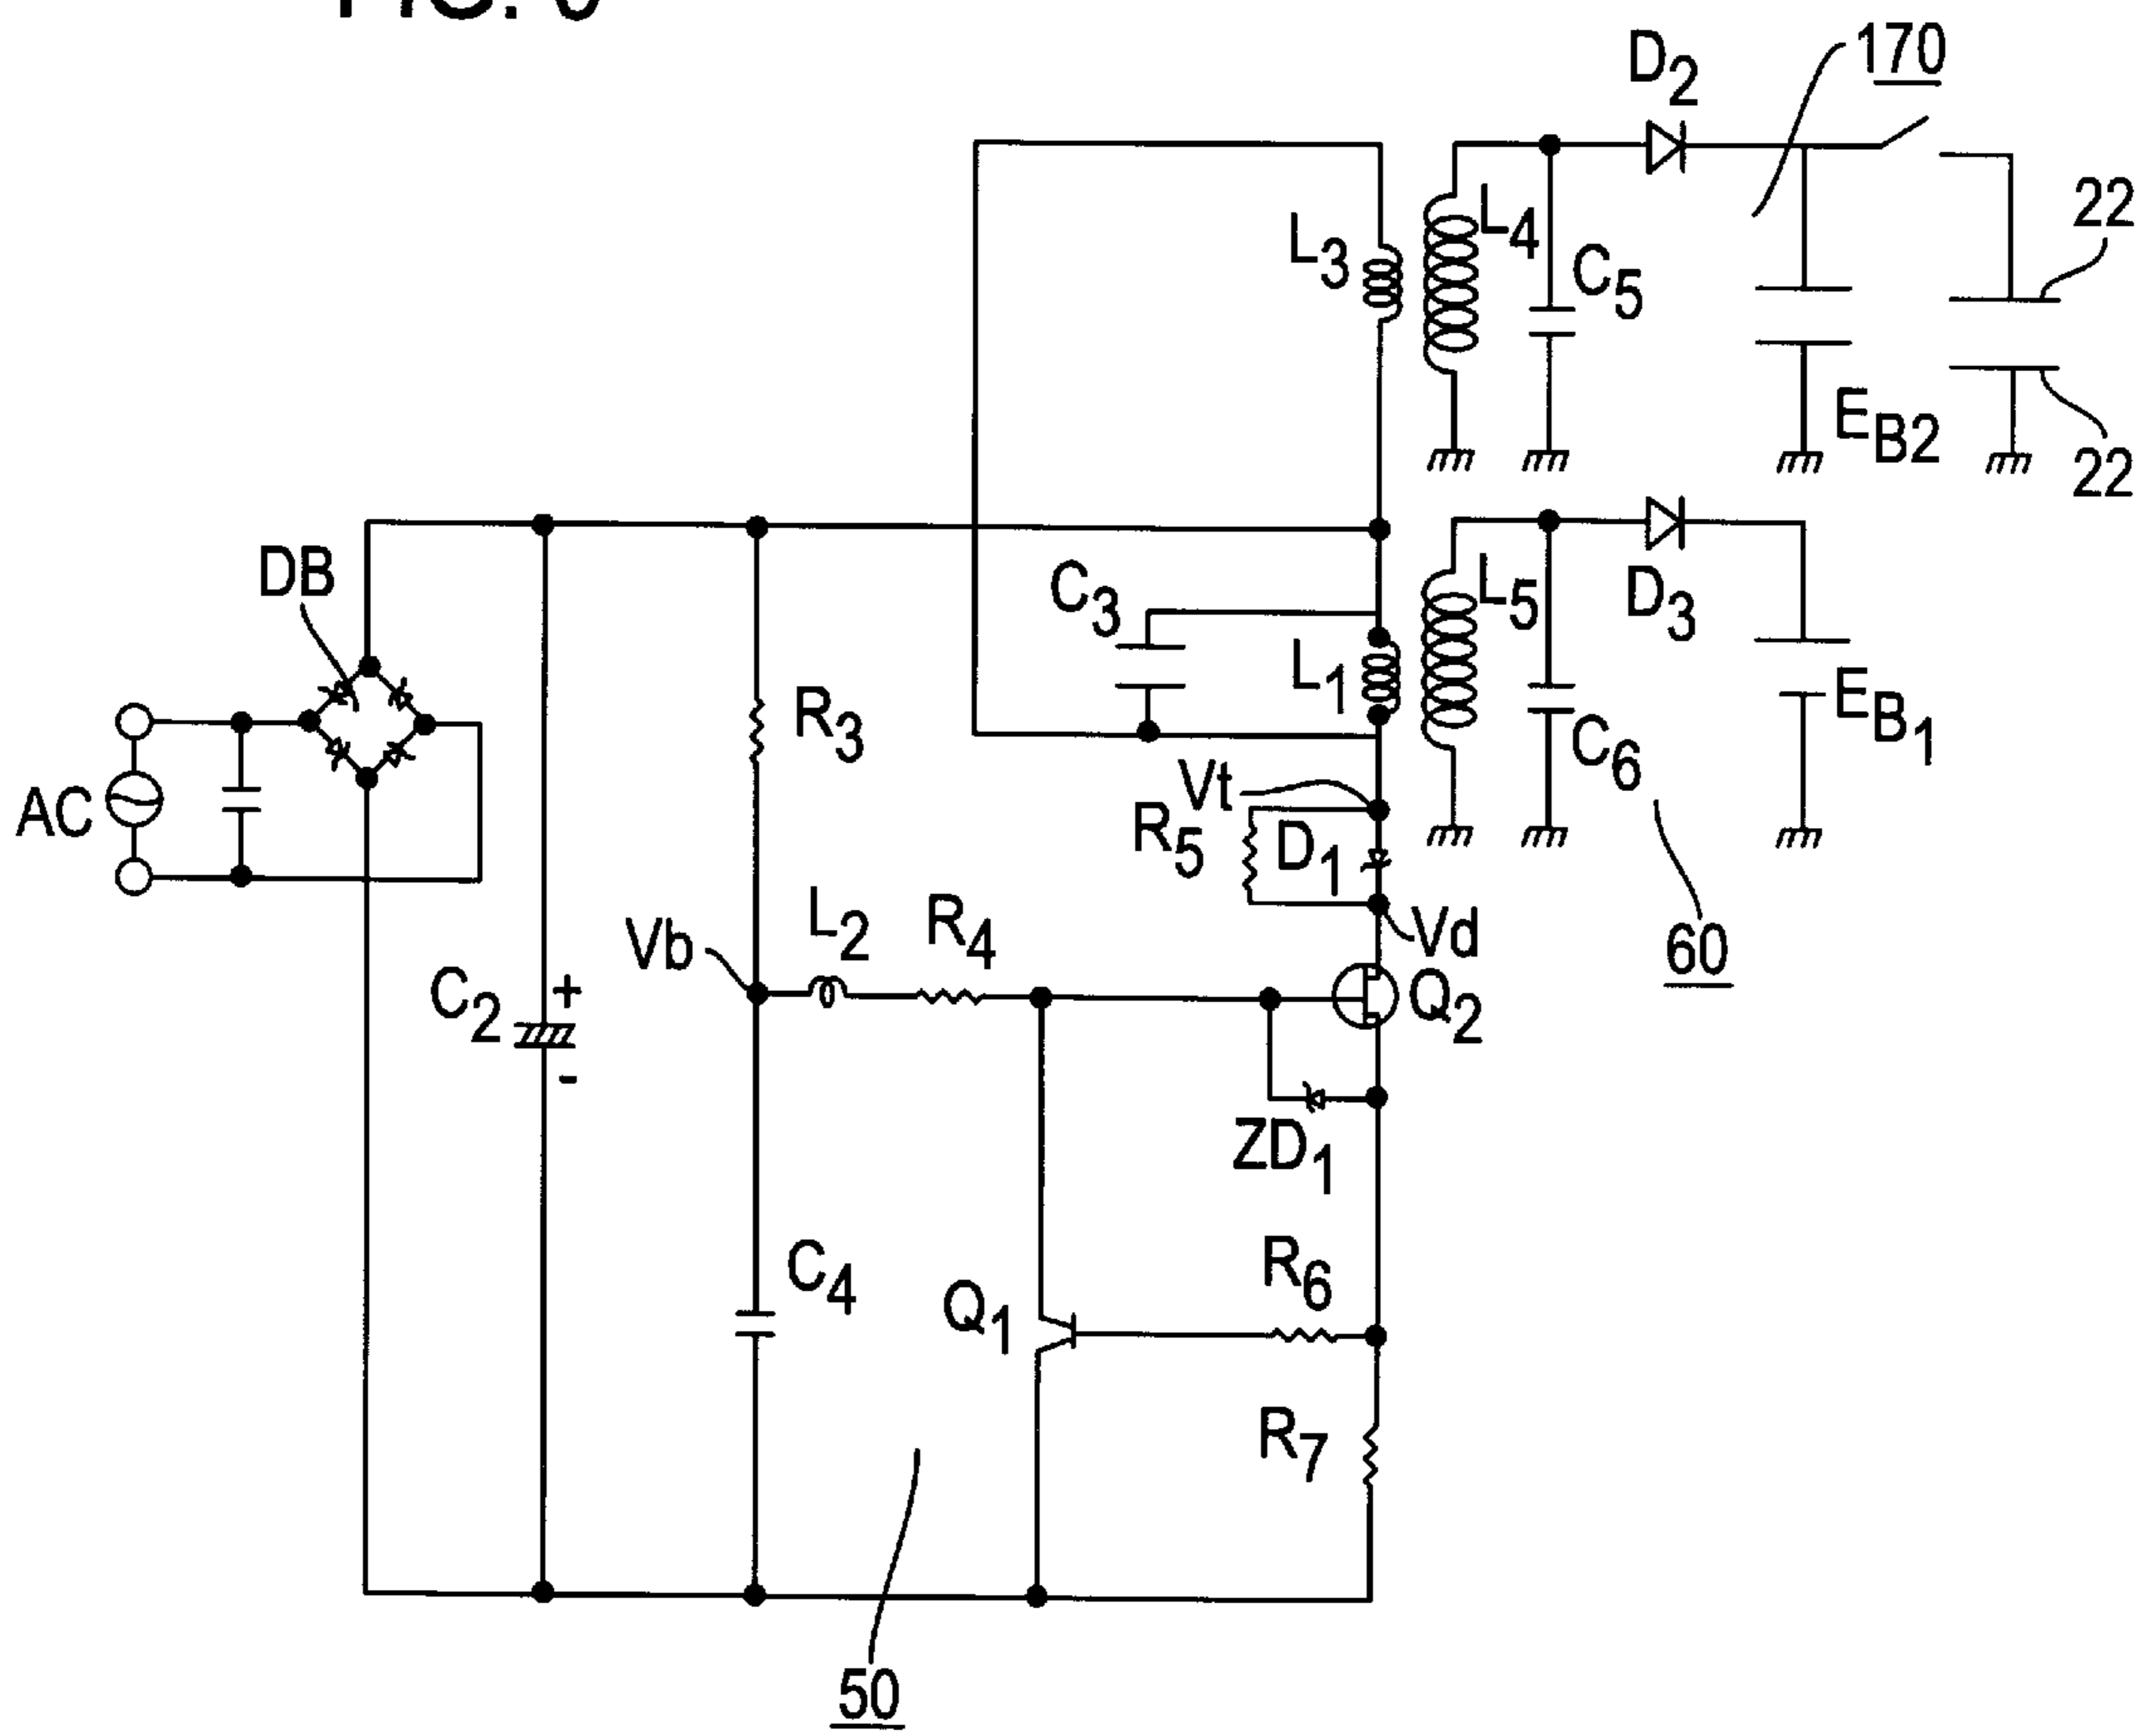 170
D2
L3
L4
C5
22
EB2
22
DB
C3
L1
L5
D3
EB1
C6
R3
AC
Vt
R5
D1
Vb
L2
R4
Vd
60
C2
+
-
Q2
ZD1
C4
Q1
R6
R7
50